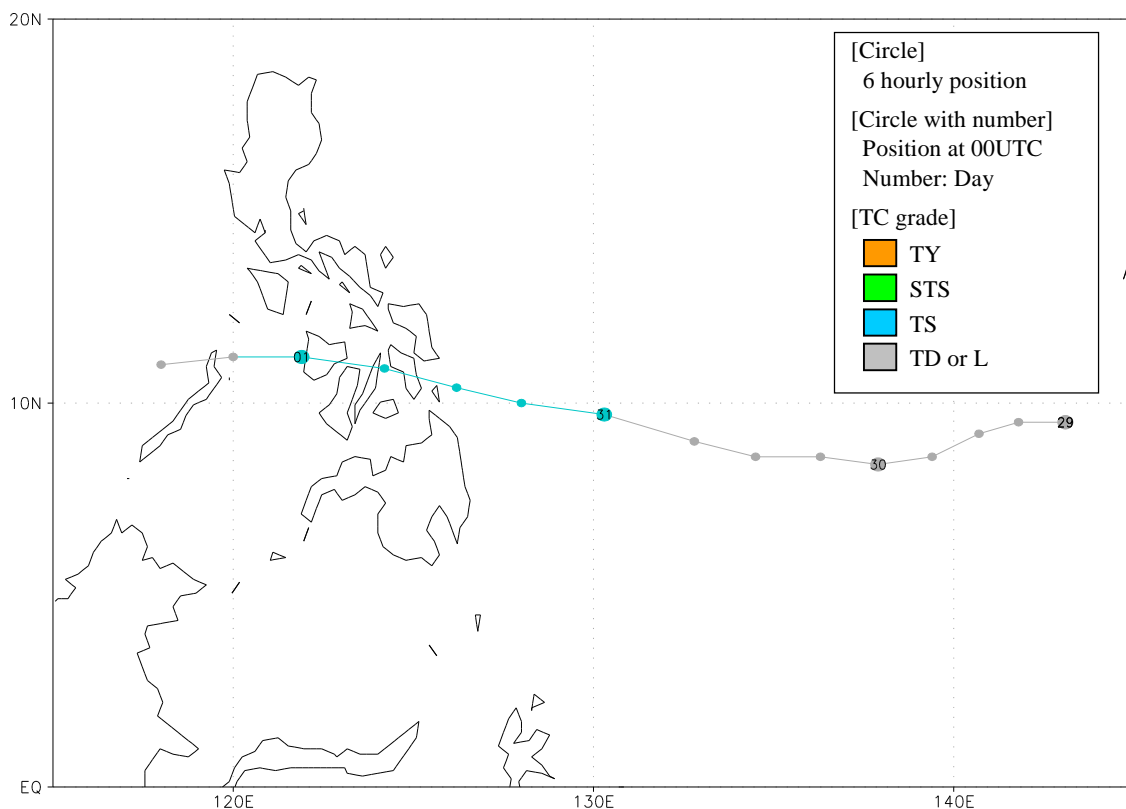 20N
[Circle]
6 hourly position
[Circle with number]
Position at 00UTC
Number: Day
[TC grade]
TY
STS
TS
TD or L
A
01
10N
31
30
29
EQ
120E
130E
140E